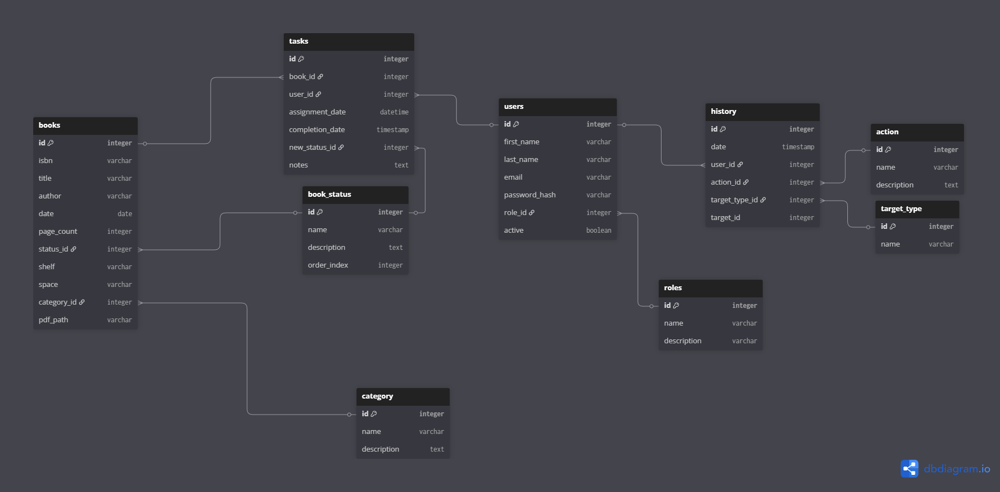 tasks
id integer
book_id integer
user_id integer
assignment_date datetime
completion_date timestamp
new_status_id integer
notes text
books
id integer
isbn varchar
title varchar
author varchar
date date
page_count integer
status_id integer
shelf varchar
space varchar
category_id integer
pdf_path varchar
book_status
id integer
name varchar
description text
order_index integer
users
id integer
first_name varchar
last_name varchar
email varchar
password_hash varchar
role_id integer
active boolean
history
id integer
date timestamp
user_id integer
action_id integer
target_type_id integer
target_id integer
action
id integer
name varchar
description text
target_type
id integer
name varchar
roles
id integer
name varchar
description varchar
category
id integer
name varchar
description text
dbdiagram.io